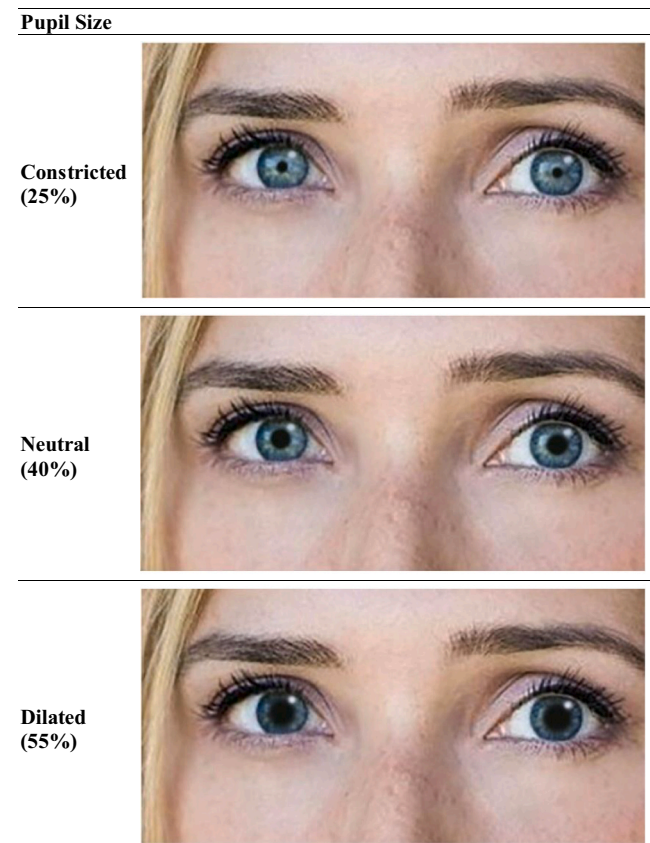 Pupil Size
Constricted
(25%)
Neutral
(40%)
Dilated
(55%)